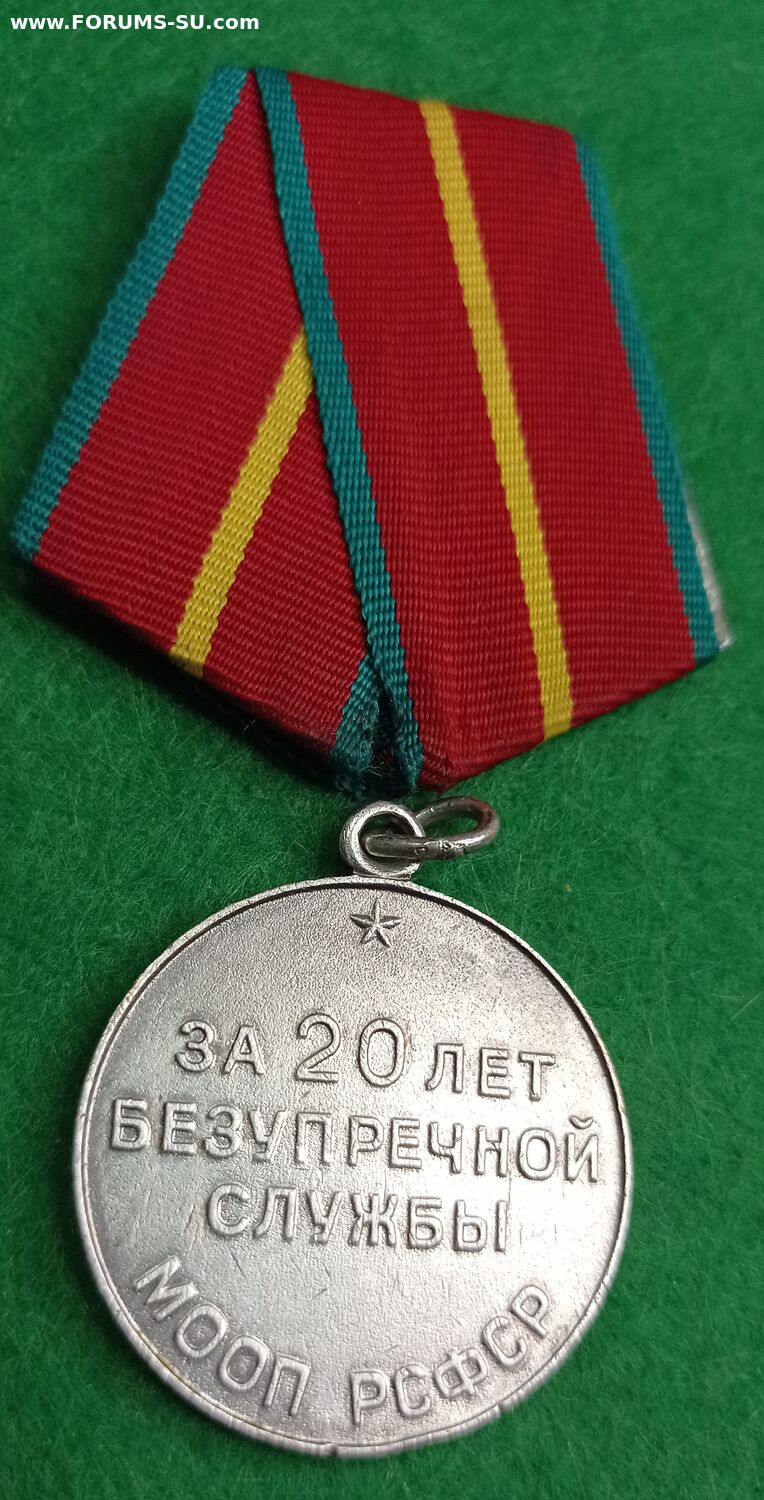 www.FORUMS-SU.com
ЗА 20 ЛЕТ
БЕЗУПРЕЧНОЙ
СЛУЖБЫ
МООП РСФСР